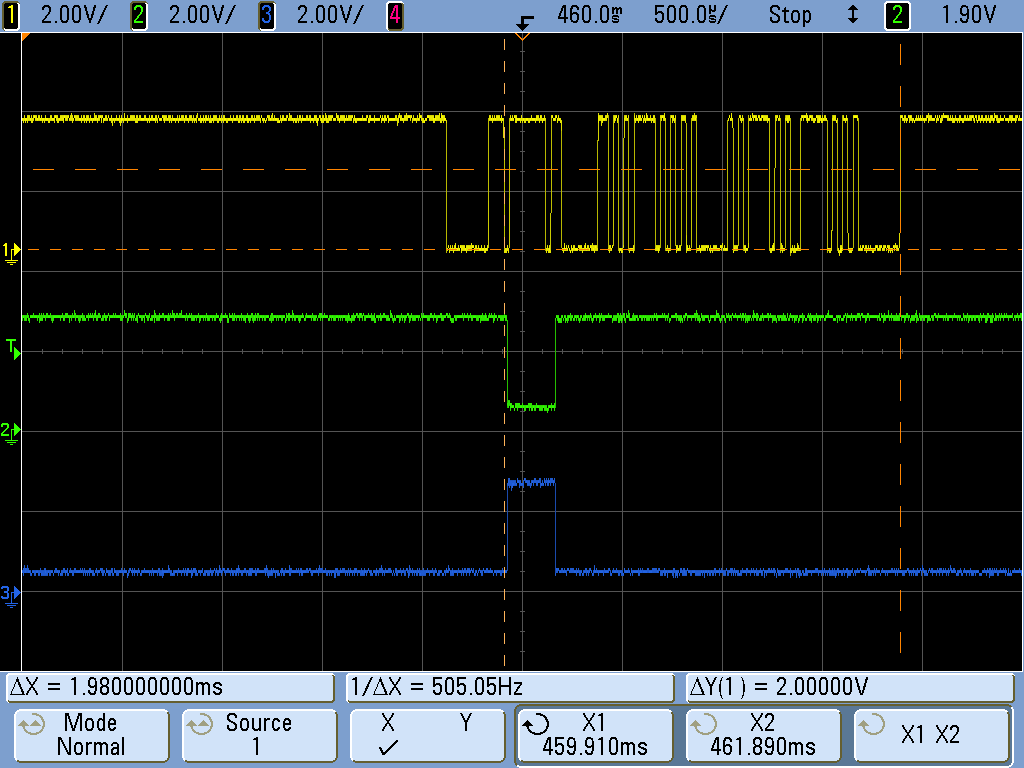 1 2.00V/ 2 2.00V/ 3 2.00V/ 4 460.0ms 500.0µs/ Stop ↕ 2 1.90V
1
T
2
3
ΔX = 1.980000000ms 1/ΔX = 505.05Hz ΔY(1) = 2.00000V
Mode Source X Y X1 X2 X1 X2
Normal 1 ✓ 459.910ms 461.890ms